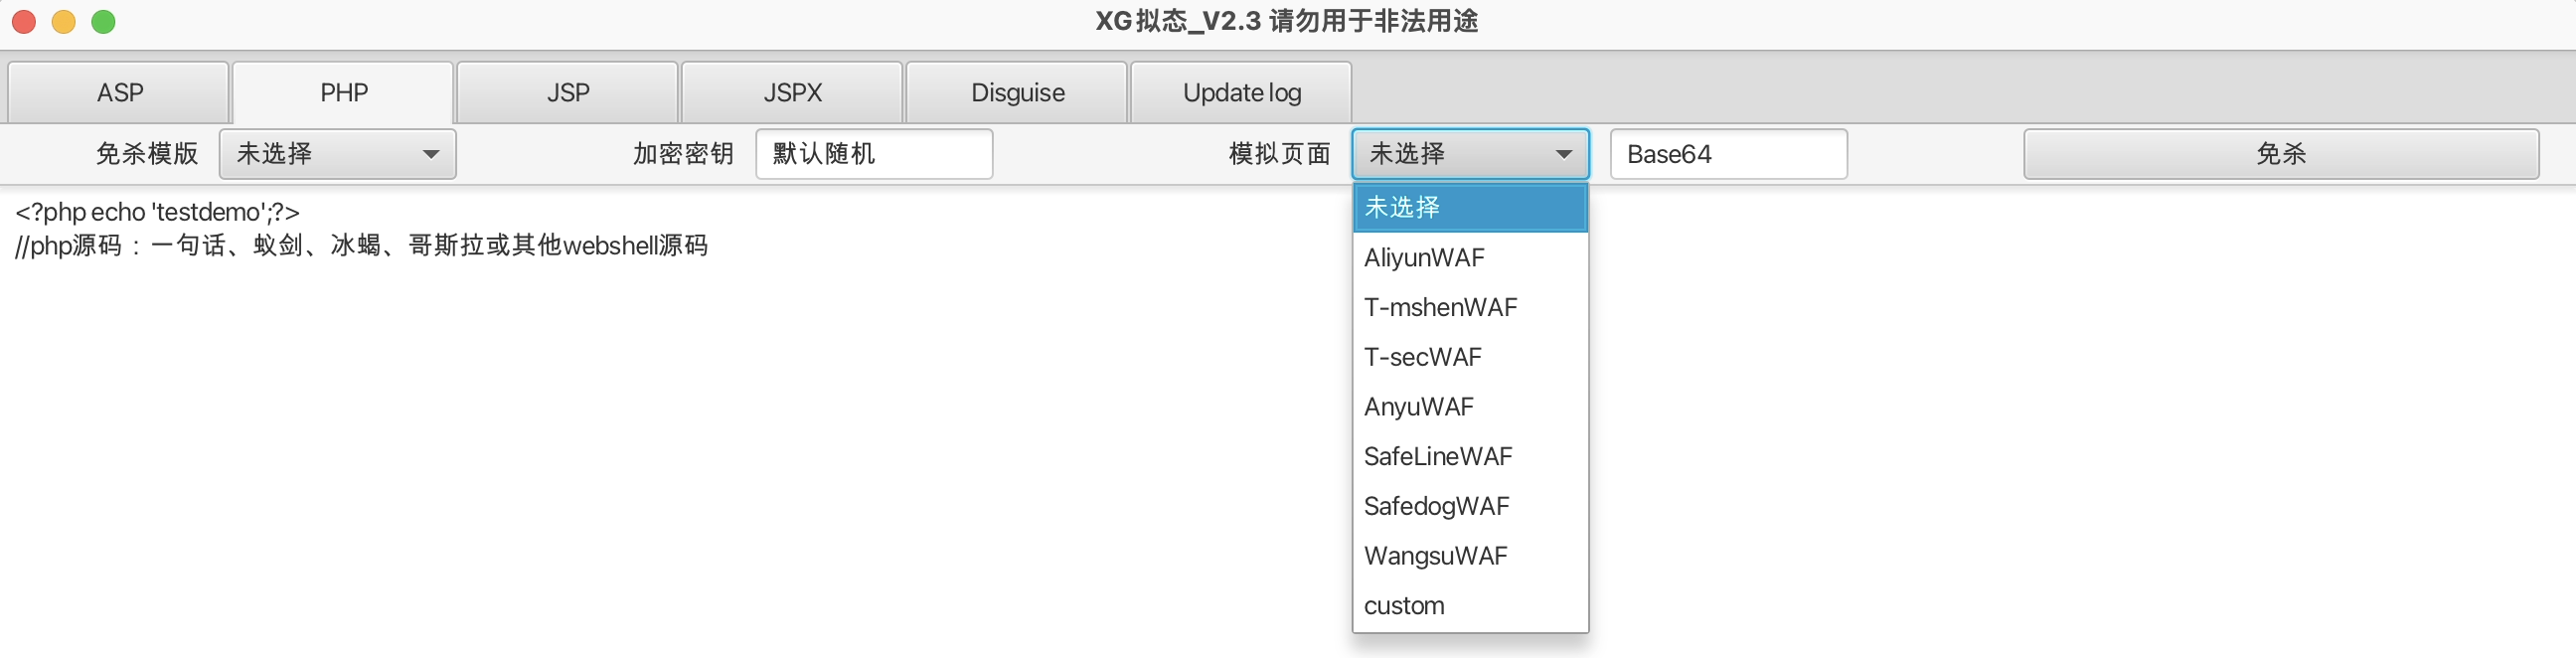 XG拟态_V2.3 请勿用于非法用途
ASP PHP JSP JSPX Disguise Update log
免杀模版 未选择 加密密钥 默认随机 模拟页面 未选择 Base64 免杀
<?php echo 'testdemo';?>
//php源码：一句话、蚁剑、冰蝎、哥斯拉或其他webshell源码
未选择
AliyunWAF
T-mshenWAF
T-secWAF
AnyuWAF
SafeLineWAF
SafedogWAF
WangsuWAF
custom